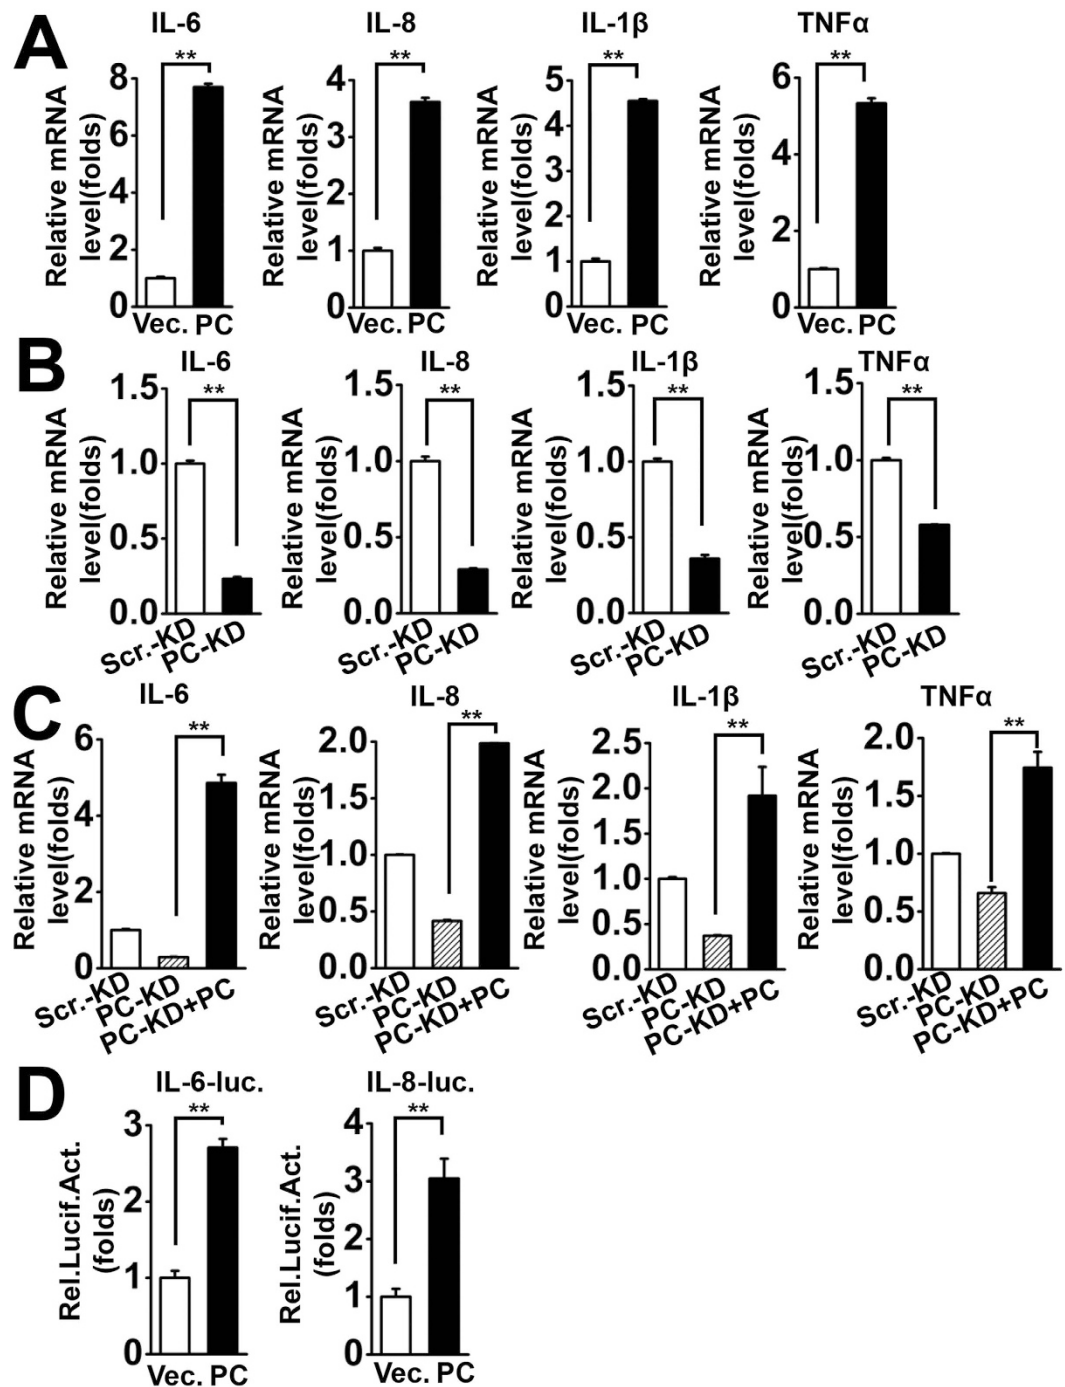 A
IL-6
IL-8
IL-1β
TNFα
**
**
**
**
Relative mRNA
level(folds)
8
6
4
2
0
Vec. PC
Relative mRNA
level(folds)
4
3
2
1
0
Vec. PC
Relative mRNA
level(folds)
5
4
3
2
1
0
Vec. PC
Relative mRNA
level(folds)
6
4
2
0
Vec. PC
B
IL-6
IL-8
IL-1β
TNFα
**
**
**
**
Relative mRNA
level(folds)
1.5
1.0
0.5
0.0
Scr.-KD
PC-KD
Relative mRNA
level(folds)
1.5
1.0
0.5
0.0
Scr.-KD
PC-KD
Relative mRNA
level(folds)
1.5
1.0
0.5
0.0
Scr.-KD
PC-KD
Relative mRNA
level(folds)
1.5
1.0
0.5
0.0
Scr.-KD
PC-KD
C
IL-6
IL-8
IL-1β
TNFα
**
**
**
**
Relative mRNA
level(folds)
6
4
2
0
Scr.-KD
PC-KD
PC-KD+PC
Relative mRNA
level(folds)
2.0
1.5
1.0
0.5
0.0
Scr.-KD
PC-KD
PC-KD+PC
Relative mRNA
level(folds)
2.5
2.0
1.5
1.0
0.5
0.0
Scr.-KD
PC-KD
PC-KD+PC
Relative mRNA
level(folds)
2.0
1.5
1.0
0.5
0.0
Scr.-KD
PC-KD
PC-KD+PC
D
IL-6-luc.
IL-8-luc.
**
**
Rel.Lucif.Act.
(folds)
3
2
1
0
Vec. PC
Rel.Lucif.Act.
(folds)
4
3
2
1
0
Vec. PC